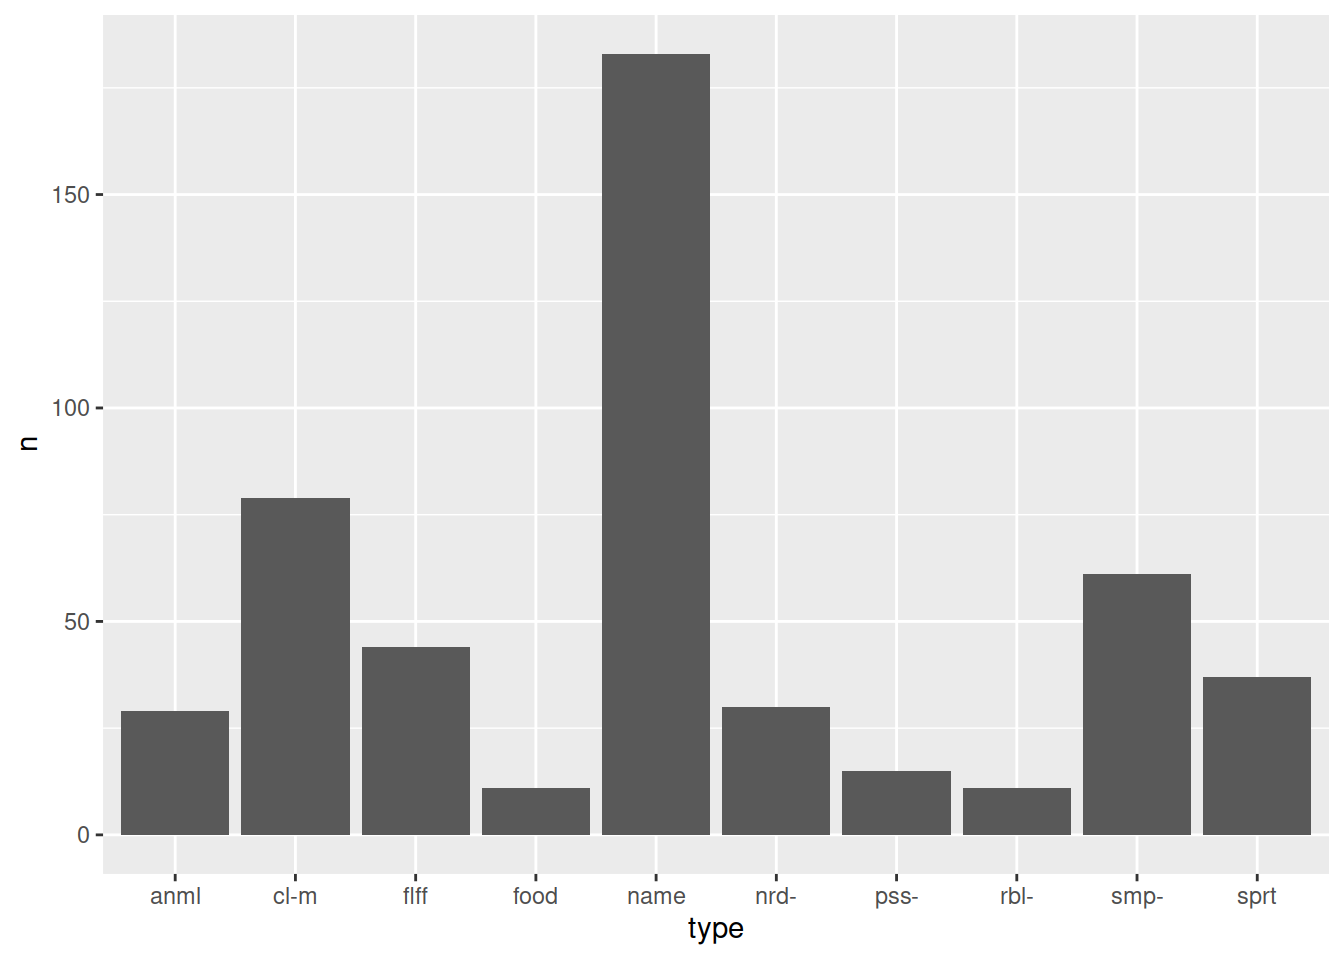 150
100
50
0
n
anml cl-m flff food name nrd- pss- rbl- smp- sprt
type